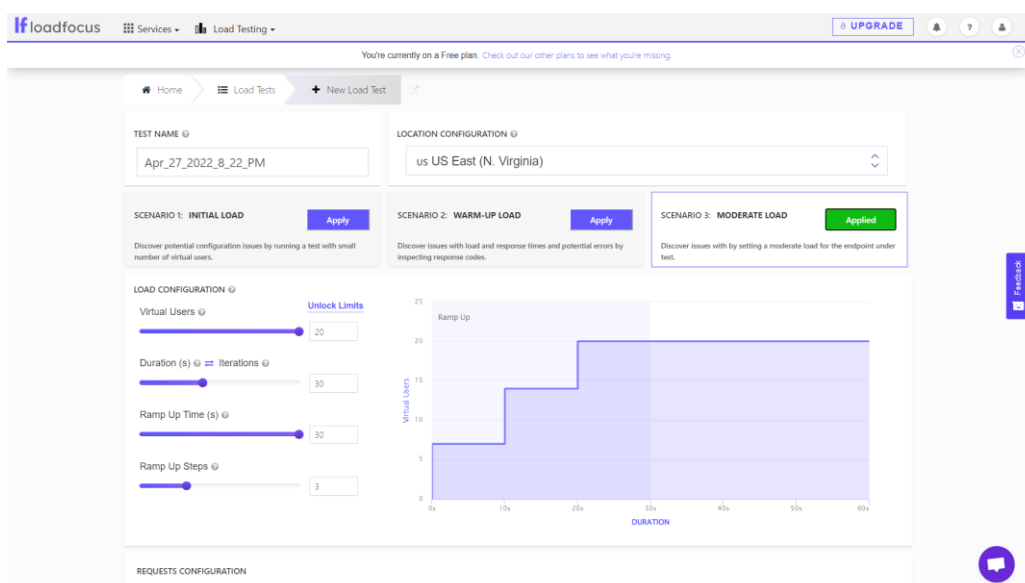 lf loadfocus Services Load Testing UPGRADE ?
You're currently on a Free plan. Check out our other plans to see what you're missing.
Home Load Tests + New Load Test
TEST NAME
Apr_27_2022_8_22_PM
LOCATION CONFIGURATION
US US East (N. Virginia)
SCENARIO 1: INITIAL LOAD
Apply
Discover potential configuration issues by running a test with small
number of virtual users.
SCENARIO 2: WARM-UP LOAD
Apply
Discover issues with load and response times and potential errors by
inspecting response codes.
SCENARIO 3: MODERATE LOAD
Applied
Discover issues with by setting a moderate load for the endpoint under
test.
Feedback
LOAD CONFIGURATION
Unlock Limits
Virtual Users
20
Duration (s) ⇄ Iterations
30
Ramp Up Time (s)
30
Ramp Up Steps
3
Ramp Up
Virtual Users
25
20
15
10
5
0
0s 10s 20s 30s 40s 50s 60s
DURATION
REQUESTS CONFIGURATION